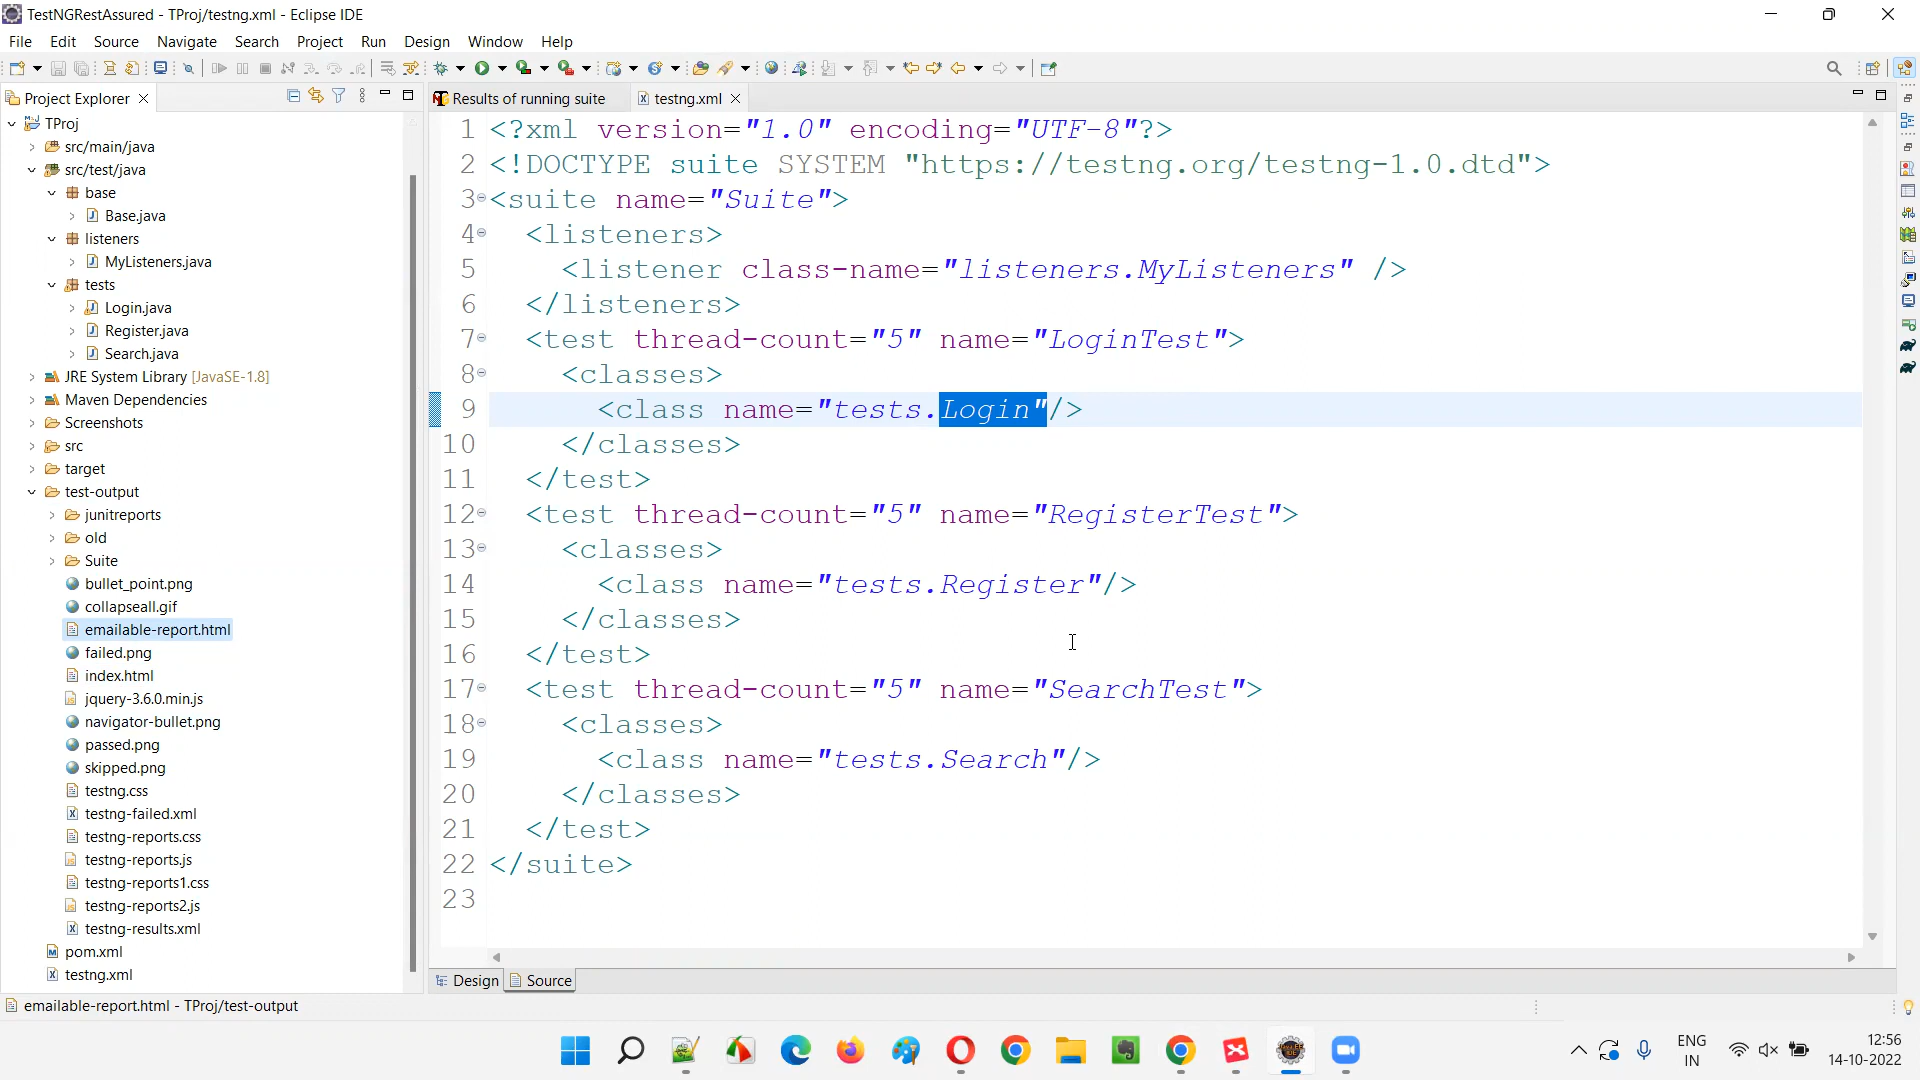 TestNGRestAssured - TProj/testng.xml - Eclipse IDE
File Edit Source Navigate Search Project Run Design Window Help
Project Explorer
Results of running suite
testng.xml
TProj
src/main/java
src/test/java
base
Base.java
listeners
MyListeners.java
tests
Login.java
Register.java
Search.java
JRE System Library [JavaSE-1.8]
Maven Dependencies
Screenshots
src
target
test-output
junitreports
old
Suite
bullet_point.png
collapseall.gif
emailable-report.html
failed.png
index.html
jquery-3.6.0.min.js
navigator-bullet.png
passed.png
skipped.png
testng.css
testng-failed.xml
testng-reports.css
testng-reports.js
testng-reports1.css
testng-reports2.js
testng-results.xml
pom.xml
testng.xml
1 <?xml version="1.0" encoding="UTF-8"?>
2 <!DOCTYPE suite SYSTEM "https://testng.org/testng-1.0.dtd">
3 <suite name="Suite">
4 <listeners>
5 <listener class-name="listeners.MyListeners" />
6 </listeners>
7 <test thread-count="5" name="LoginTest">
8 <classes>
9 <class name="tests.Login"/>
10 </classes>
11 </test>
12 <test thread-count="5" name="RegisterTest">
13 <classes>
14 <class name="tests.Register"/>
15 </classes>
16 </test>
17 <test thread-count="5" name="SearchTest">
18 <classes>
19 <class name="tests.Search"/>
20 </classes>
21 </test>
22 </suite>
23
Design Source
emailable-report.html - TProj/test-output
ENG
IN
12:56
14-10-2022